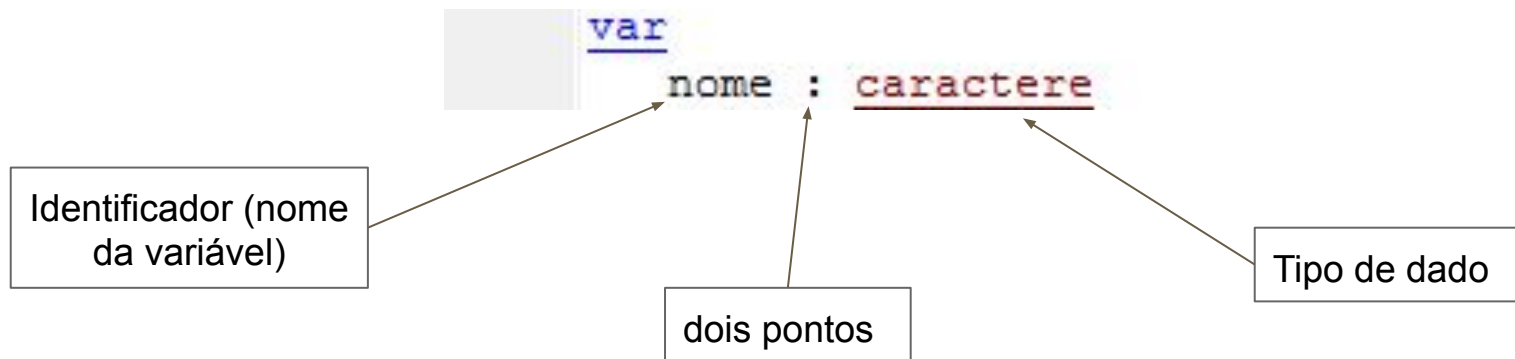 var
nome : caractere
Identificador (nome
da variável)
dois pontos
Tipo de dado